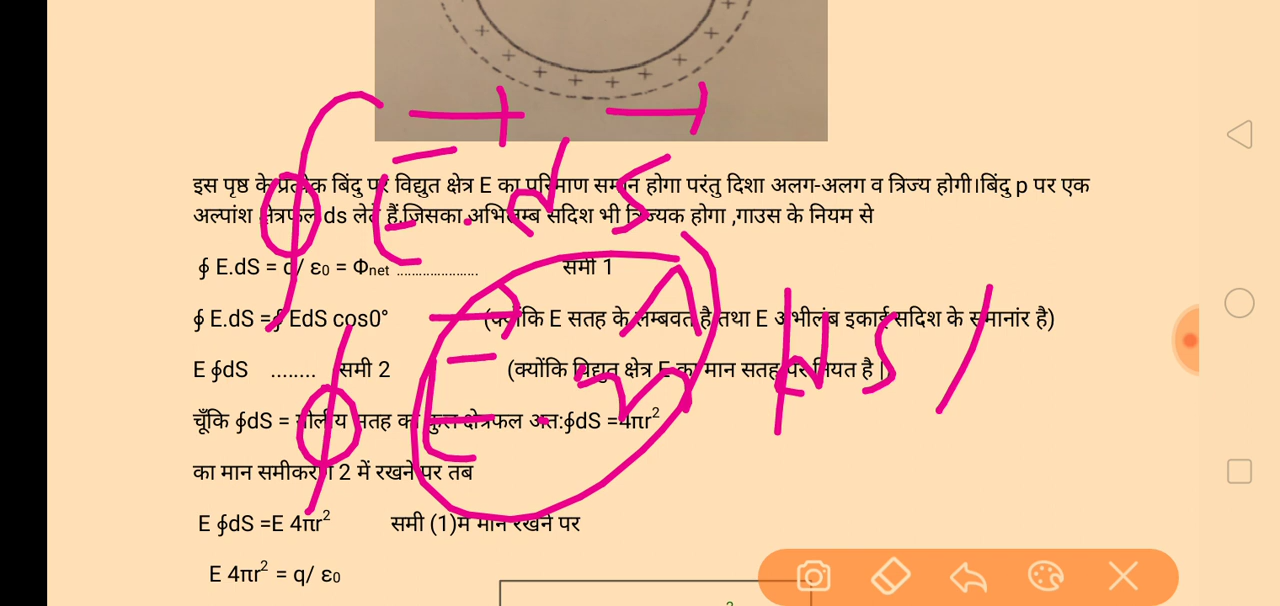 ∮ E⃗.dS⃗
इस पृष्ठ के प्रत्येक बिंदु पर विद्युत क्षेत्र E का परिमाण समान होगा परंतु दिशा अलग-अलग व त्रिज्य होगी।बिंदु p पर एक
अल्पांश क्षेत्रफल ds लेते हैं,जिसका अभिलम्ब सदिश भी त्रिज्यक होगा ,गाउस के नियम से
∮ E.dS = q/ ε₀ = Φnet ...................... समी 1
∮ E.dS =∮ EdS cos0° (क्योंकि E सतह के लम्बवत है तथा E अभीलंब इकाई सदिश के समानांर है)
∮ (E⃗.n̂) |ds|
E ∮dS ........ समी 2 (क्योंकि विद्युत क्षेत्र E का मान सतह पर नियत है |
चूँकि ∮dS = गोलीय सतह का कुल क्षेत्रफल अत:∮dS =4πr²
का मान समीकरण 2 में रखने पर तब
E ∮dS =E 4πr² समी (1)में मान रखने पर
E 4πr² = q/ ε₀